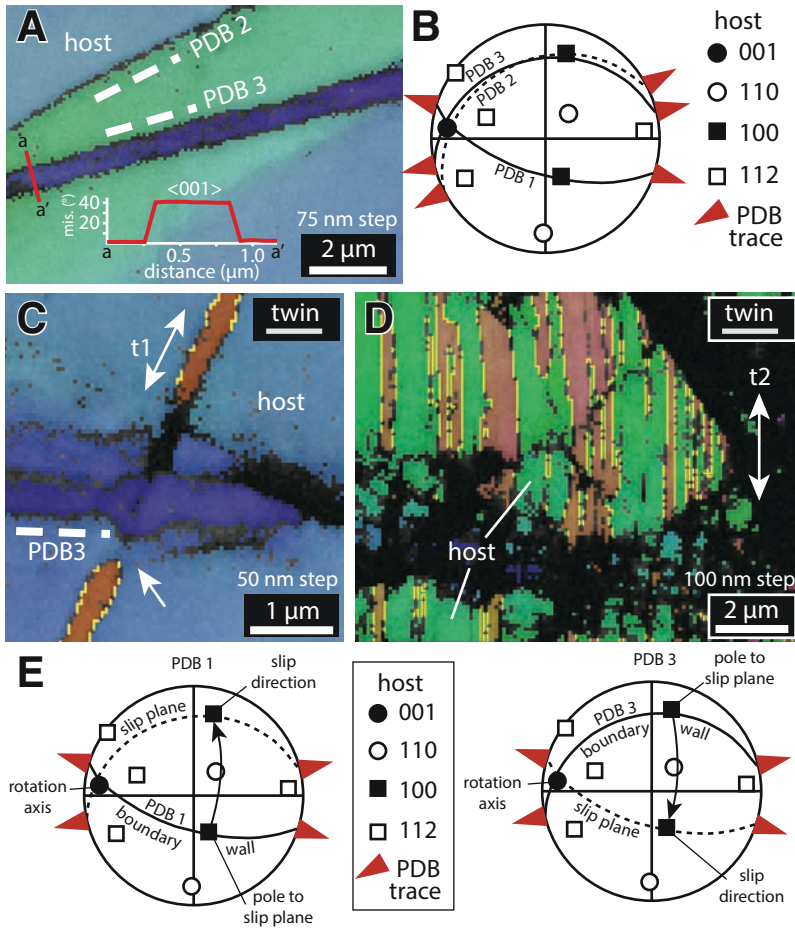 A
host
PDB 2
PDB 3
a
a'
<001>
mis. (°)
40
20
a
0.5
1.0
a'
distance (μm)
75 nm step
2 μm
B
PDB 3
PDB 2
PDB 1
host
001
110
100
112
PDB
trace
C
twin
t1
host
PDB3
50 nm step
1 μm
D
twin
t2
host
100 nm step
2 μm
E
PDB 1
slip
direction
slip plane
rotation
axis
PDB 1
boundary
wall
pole to
slip plane
host
001
110
100
112
PDB
trace
PDB 3
pole to
slip plane
PDB 3
boundary
wall
rotation
axis
slip plane
slip
direction